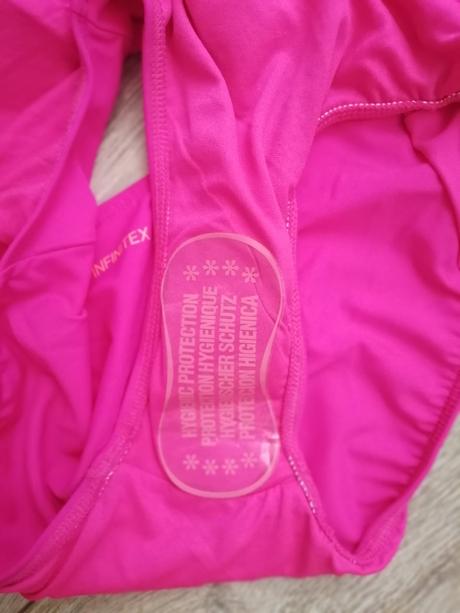 INFINITEX
✲✲✲✲
HYGIENIC PROTECTION
PROTECTION HYGIENIQUE
HYGIENISCHER SCHUTZ
PROTECCION HIGIENICA
✲✲✲✲